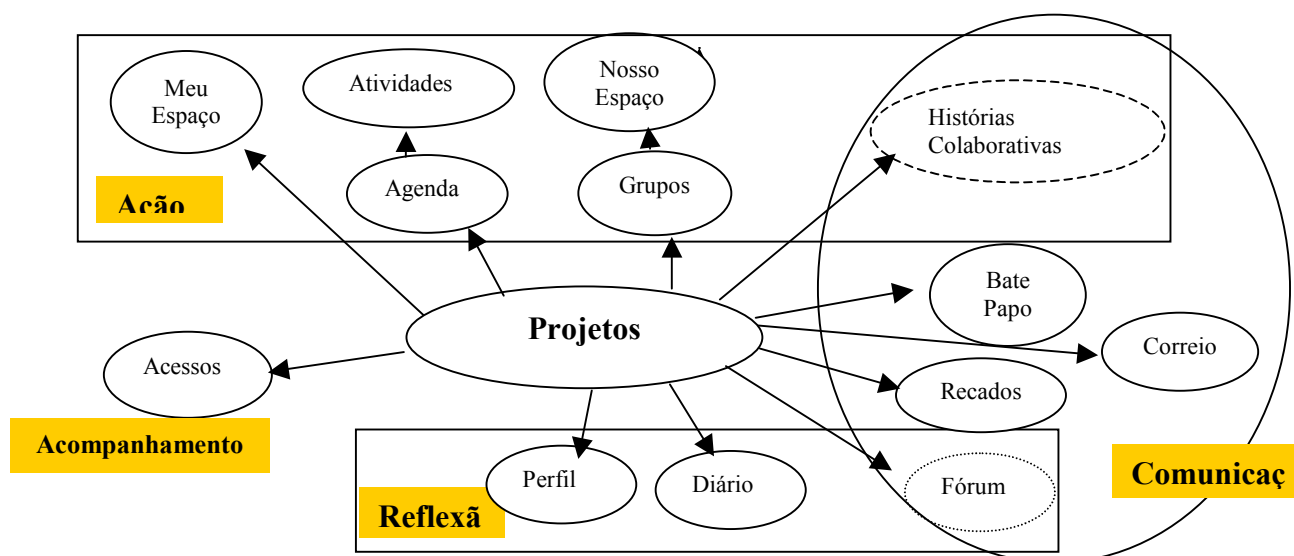 Meu
Espaço
Atividades
Nosso
Espaço
Histórias
Colaborativas
Agenda
Grupos
Ação
Bate
Papo
Projetos
Correio
Acessos
Recados
Acompanhamento
Perfil
Diário
Fórum
Comunicaç
Reflexã